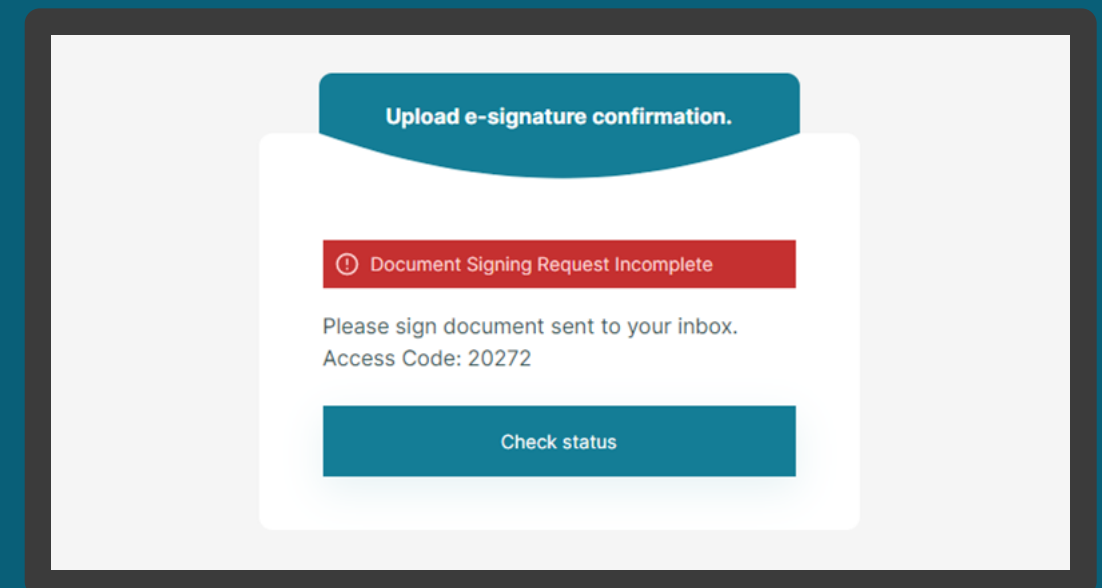 Upload e-signature confirmation.
Document Signing Request Incomplete
Please sign document sent to your inbox.
Access Code: 20272
Check status